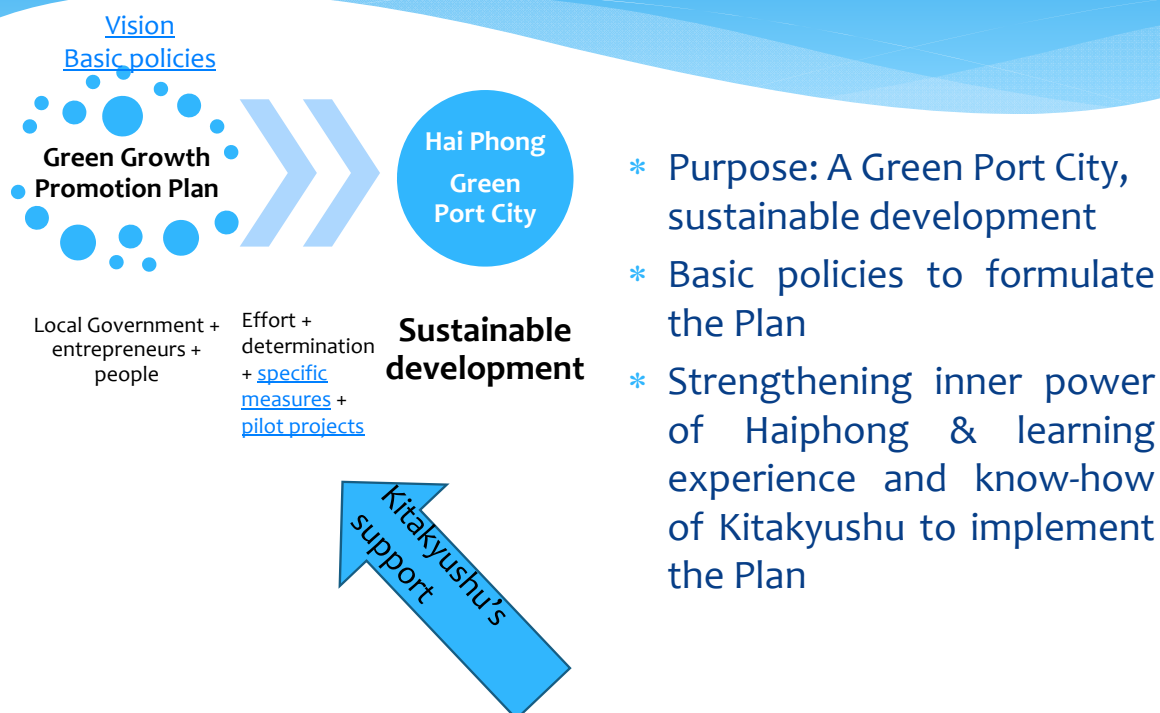 Vision
Basic policies
Green Growth
Promotion Plan
Hai Phong
Green
Port City
Local Government +
entrepreneurs +
people
Effort +
determination
+ specific
measures +
pilot projects
Sustainable
development
Kitakyushu's
support
* Purpose: A Green Port City,
sustainable development
* Basic policies to formulate
the Plan
* Strengthening inner power
of Haiphong & learning
experience and know-how
of Kitakyushu to implement
the Plan